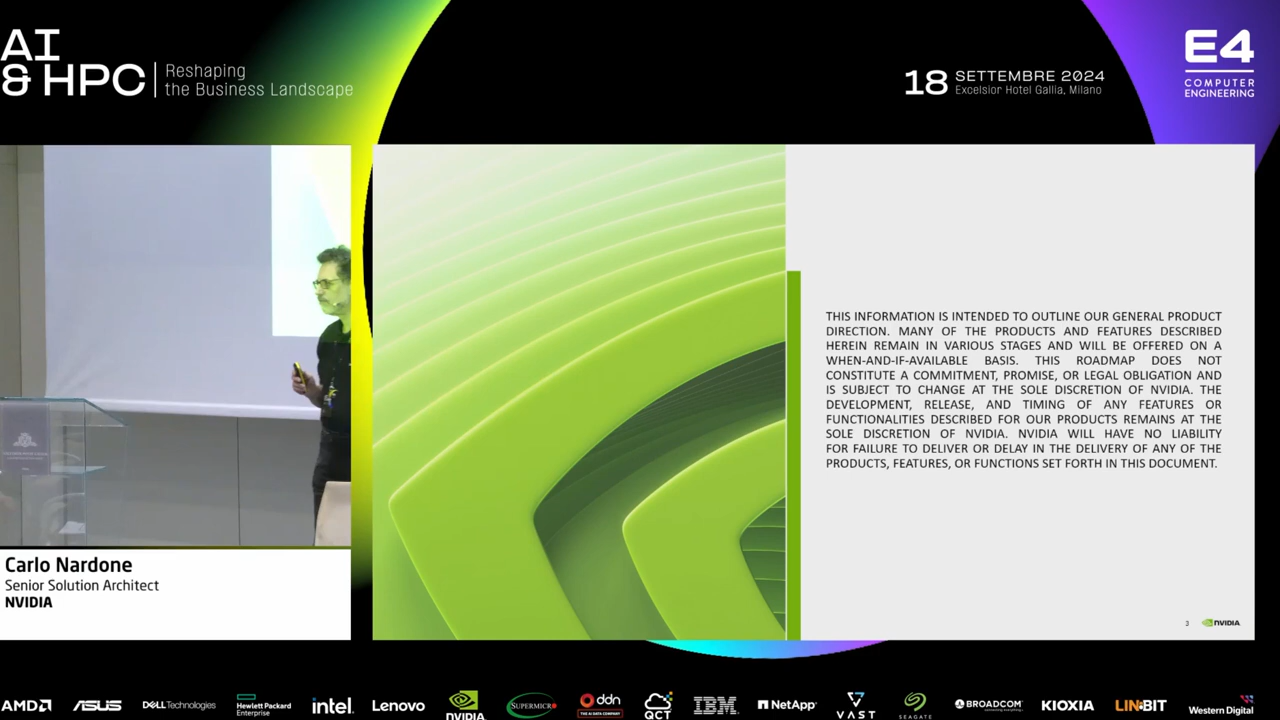 AI
& HPC
Reshaping
the Business Landscape
18 SETTEMBRE 2024
Excelsior Hotel Gallia, Milano
E4
COMPUTER
ENGINEERING
THIS INFORMATION IS INTENDED TO OUTLINE OUR GENERAL PRODUCT
DIRECTION. MANY OF THE PRODUCTS AND FEATURES DESCRIBED
HEREIN REMAIN IN VARIOUS STAGES AND WILL BE OFFERED ON A
WHEN-AND-IF-AVAILABLE BASIS. THIS ROADMAP DOES NOT
CONSTITUTE A COMMITMENT, PROMISE, OR LEGAL OBLIGATION AND
IS SUBJECT TO CHANGE AT THE SOLE DISCRETION OF NVIDIA. THE
DEVELOPMENT, RELEASE, AND TIMING OF ANY FEATURES OR
FUNCTIONALITIES DESCRIBED FOR OUR PRODUCTS REMAINS AT THE
SOLE DISCRETION OF NVIDIA. NVIDIA WILL HAVE NO LIABILITY
FOR FAILURE TO DELIVER OR DELAY IN THE DELIVERY OF ANY OF THE
PRODUCTS, FEATURES, OR FUNCTIONS SET FORTH IN THIS DOCUMENT.
3 NVIDIA
Carlo Nardone
Senior Solution Architect
NVIDIA
AMD ASUS DELL Technologies Hewlett Packard Enterprise intel Lenovo NVIDIA SUPERMICRO ddn THE AI DATA COMPANY QCT IBM NetApp VAST SEAGATE BROADCOM connecting everything KIOXIA LINBIT Western Digital